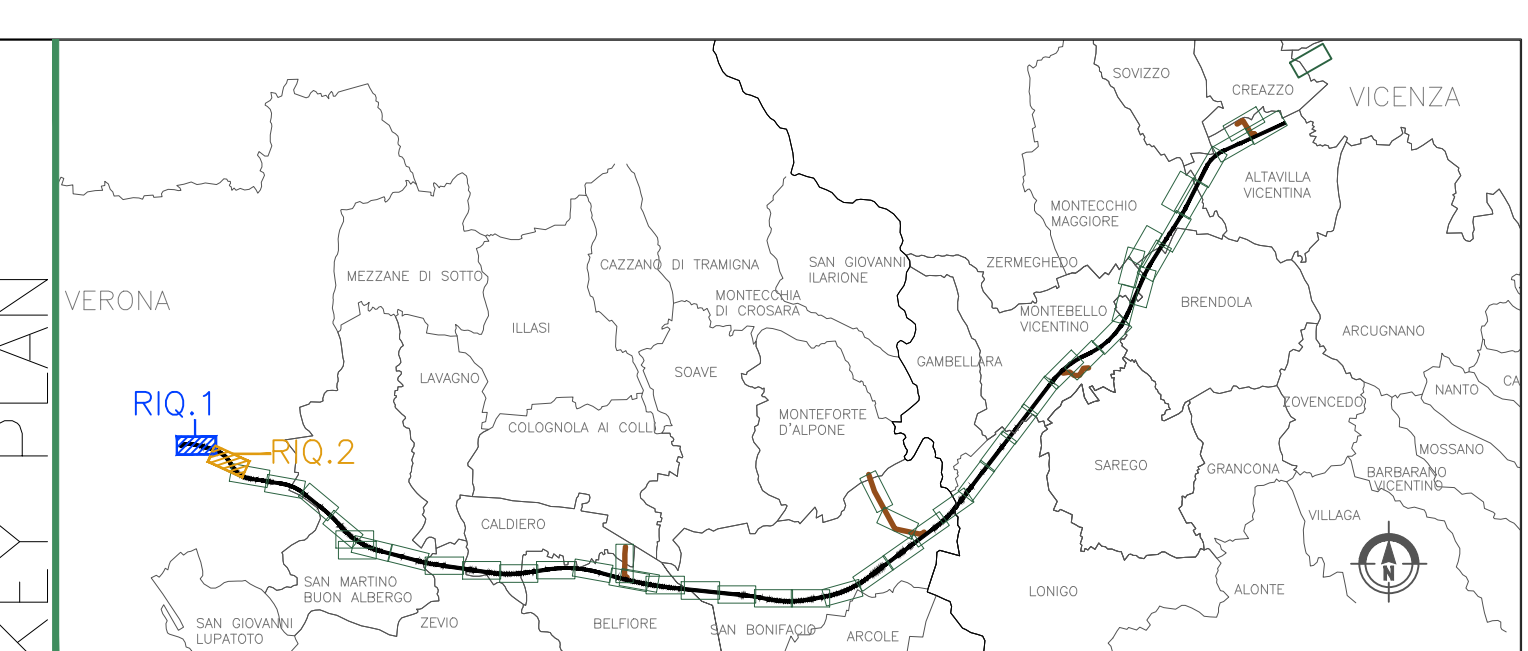 KEY PLAN
SOVIZZO
CREAZZO
VICENZA
ALTAVILLA
VICENTINA
MONTECCHIO
MAGGIORE
MEZZANE DI SOTTO
CAZZANO DI TRAMIGNA
SAN GIOVANNI
ILARIONE
ZERMEGHEDO
VERONA
MONTECCHIA
DI CROSARA
MONTEBELLO
VICENTINO
BRENDOLA
ILLASI
ARCUGNANO
GAMBELLARA
LAVAGNO
SOAVE
NANTO
CA
RIQ.1
ZOVENCEDO
MONTEFORTE
D'ALPONE
COLOGNOLA AI COLLI
RIQ.2
MOSSANO
SAREGO
GRANCONA
BARBARANO
VICENTINO
CALDIERO
VILLAGA
N
SAN MARTINO
BUON ALBERGO
LONIGO
ALONTE
SAN GIOVANNI
LUPATOTO
ZEVIO
BELFIORE
SAN BONIFACIO
ARCOLE